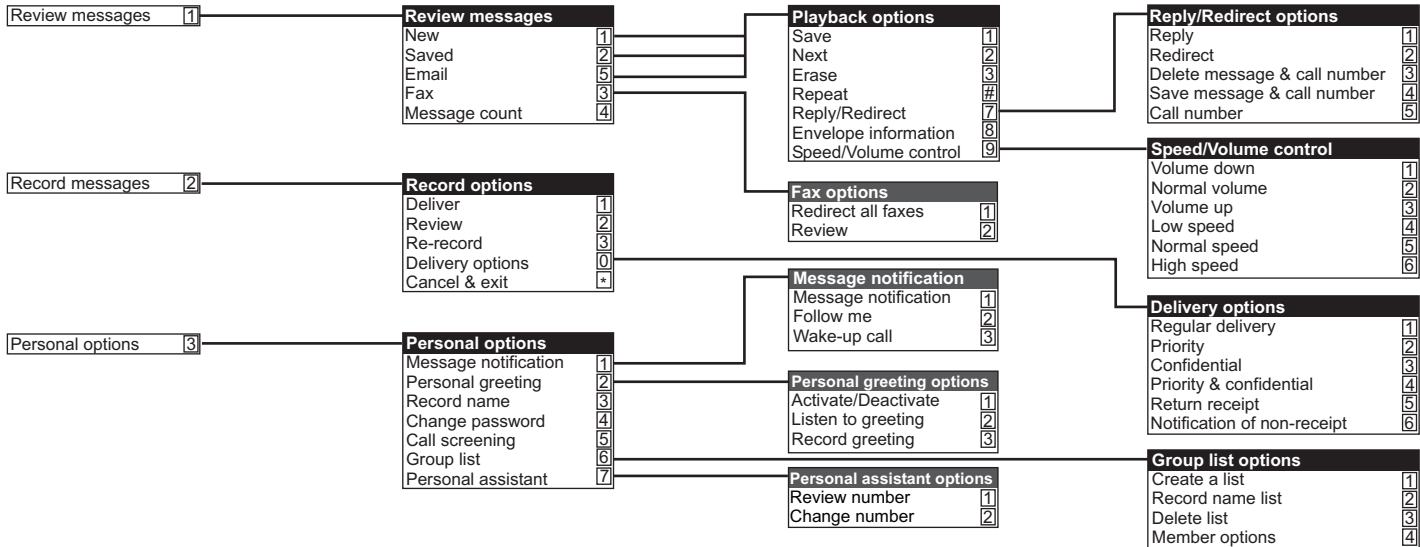 Review messages 1
Review messages
New 1
Saved 2
Email 5
Fax 3
Message count 4
Playback options
Save 1
Next 2
Erase 3
Repeat #
Reply/Redirect 7
Envelope information 8
Speed/Volume control 9
Reply/Redirect options
Reply 1
Redirect 2
Delete message & call number 3
Save message & call number 4
Call number 5
Speed/Volume control
Volume down 1
Normal volume 2
Volume up 3
Low speed 4
Normal speed 5
High speed 6
Fax options
Redirect all faxes 1
Review 2
Record messages 2
Record options
Deliver 1
Review 2
Re-record 3
Delivery options 0
Cancel & exit *
Delivery options
Regular delivery 1
Priority 2
Confidential 3
Priority & confidential 4
Return receipt 5
Notification of non-receipt 6
Personal options 3
Personal options
Message notification 1
Personal greeting 2
Record name 3
Change password 4
Call screening 5
Group list 6
Personal assistant 7
Message notification
Message notification 1
Follow me 2
Wake-up call 3
Personal greeting options
Activate/Deactivate 1
Listen to greeting 2
Record greeting 3
Personal assistant options
Review number 1
Change number 2
Group list options
Create a list 1
Record name list 2
Delete list 3
Member options 4